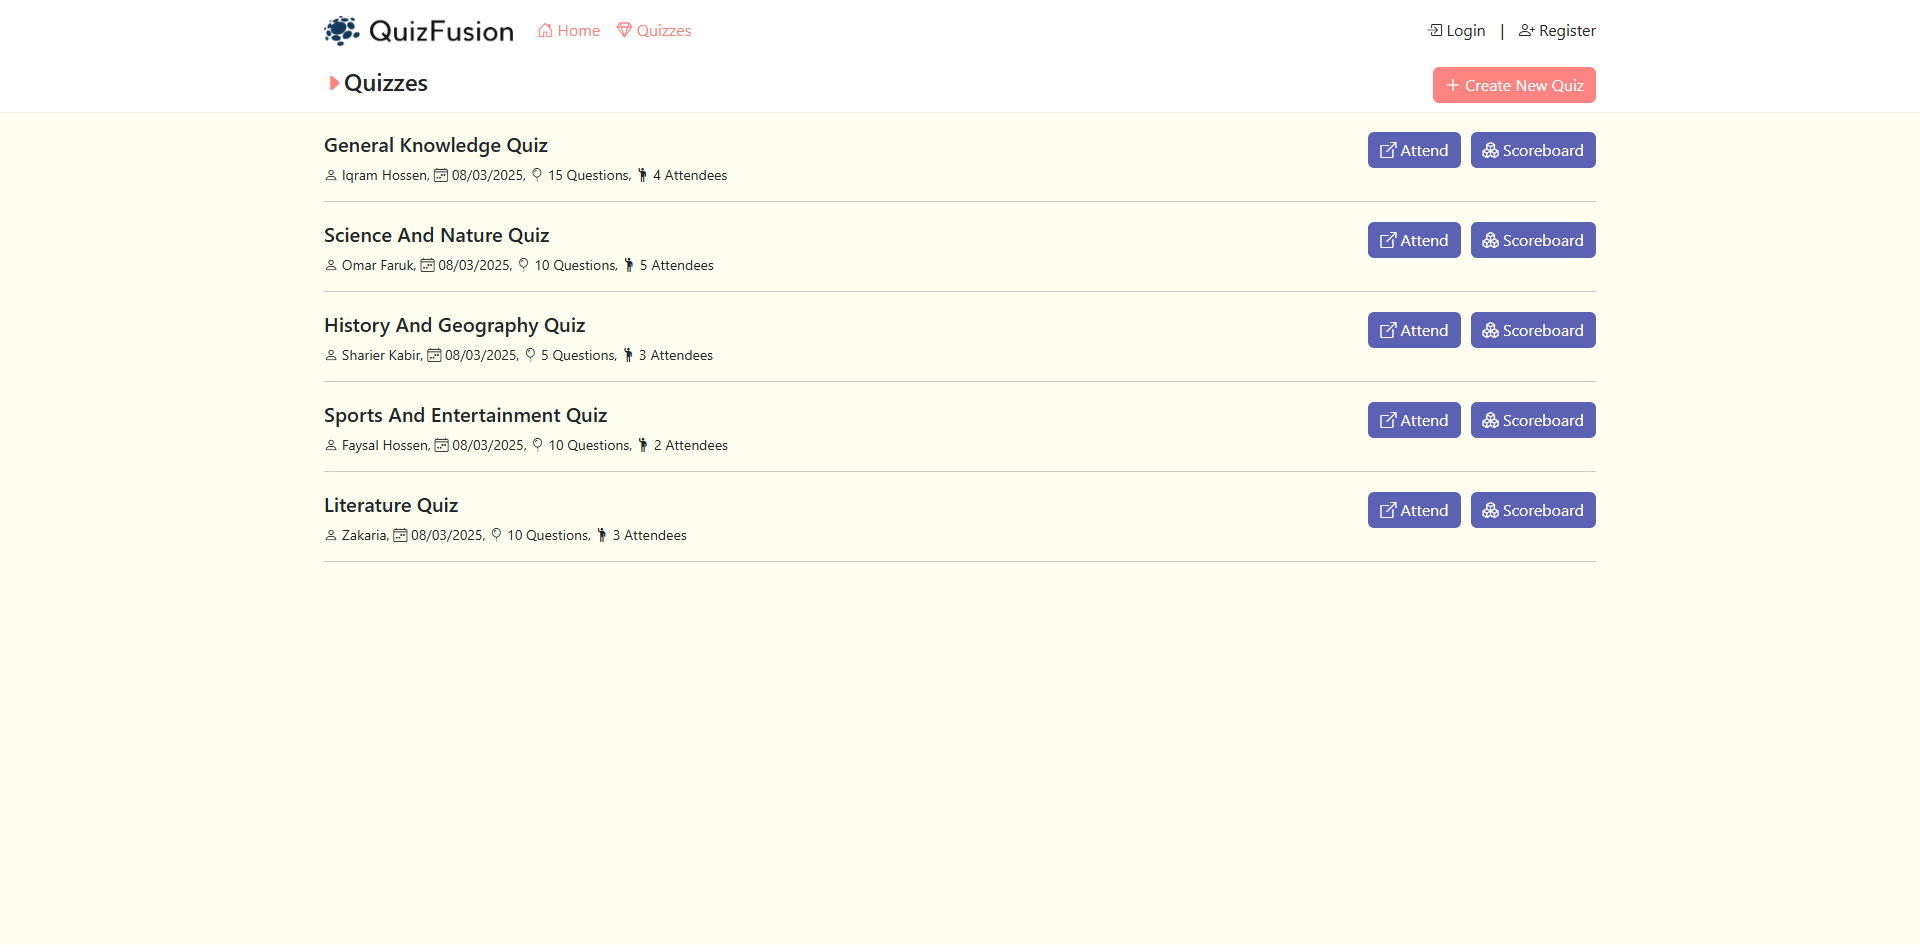 QuizFusion Home Quizzes Login | Register
Quizzes + Create New Quiz
General Knowledge Quiz Attend Scoreboard
Iqram Hossen, 08/03/2025, 15 Questions, 4 Attendees
Science And Nature Quiz Attend Scoreboard
Omar Faruk, 08/03/2025, 10 Questions, 5 Attendees
History And Geography Quiz Attend Scoreboard
Sharier Kabir, 08/03/2025, 5 Questions, 3 Attendees
Sports And Entertainment Quiz Attend Scoreboard
Faysal Hossen, 08/03/2025, 10 Questions, 2 Attendees
Literature Quiz Attend Scoreboard
Zakaria, 08/03/2025, 10 Questions, 3 Attendees